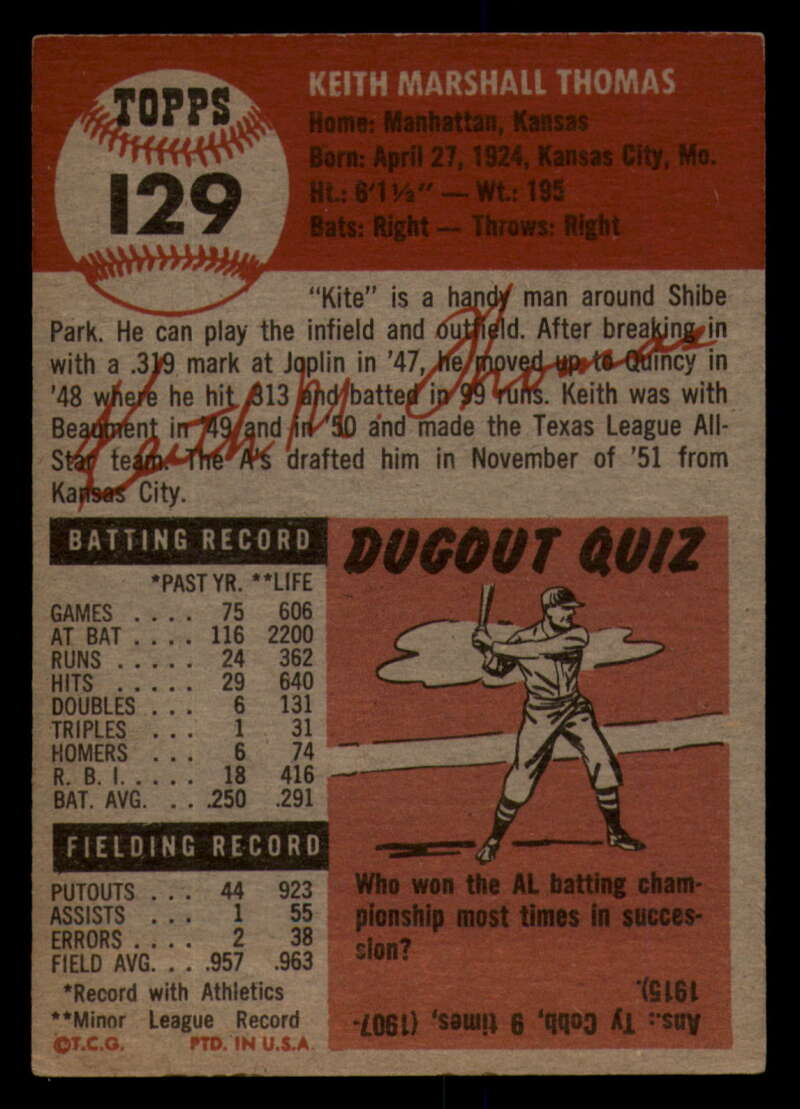 TOPPS
129
KEITH MARSHALL THOMAS
Home: Manhattan, Kansas
Born: April 27, 1924, Kansas City, Mo.
Ht.: 6'1½" — Wt.: 195
Bats: Right — Throws: Right
"Kite" is a handy man around Shibe
Park. He can play the infield and outfield. After breaking in
with a .319 mark at Joplin in '47, he moved up to Quincy in
'48 where he hit .313 and batted in 99 runs. Keith was with
Beaumont in '49 and in '50 and made the Texas League All-
Star team. The A's drafted him in November of '51 from
Kansas City.
Keith M Thomas
BATTING RECORD
*PAST YR. **LIFE
GAMES . . . . 75 606
AT BAT . . . . 116 2200
RUNS . . . . . 24 362
HITS . . . . . 29 640
DOUBLES . . . 6 131
TRIPLES . . . 1 31
HOMERS . . . 6 74
R. B. I. . . . . 18 416
BAT. AVG. . . .250 .291
FIELDING RECORD
PUTOUTS . . . 44 923
ASSISTS . . . 1 55
ERRORS . . . . 2 38
FIELD AVG. . . .957 .963
*Record with Athletics
**Minor League Record
©T.C.G. PTD. IN U.S.A.
DUGOUT QUIZ
Who won the AL batting cham-
pionship most times in succes-
sion?
Ans.: Ty Cobb, 9 times, (1907-
1915).